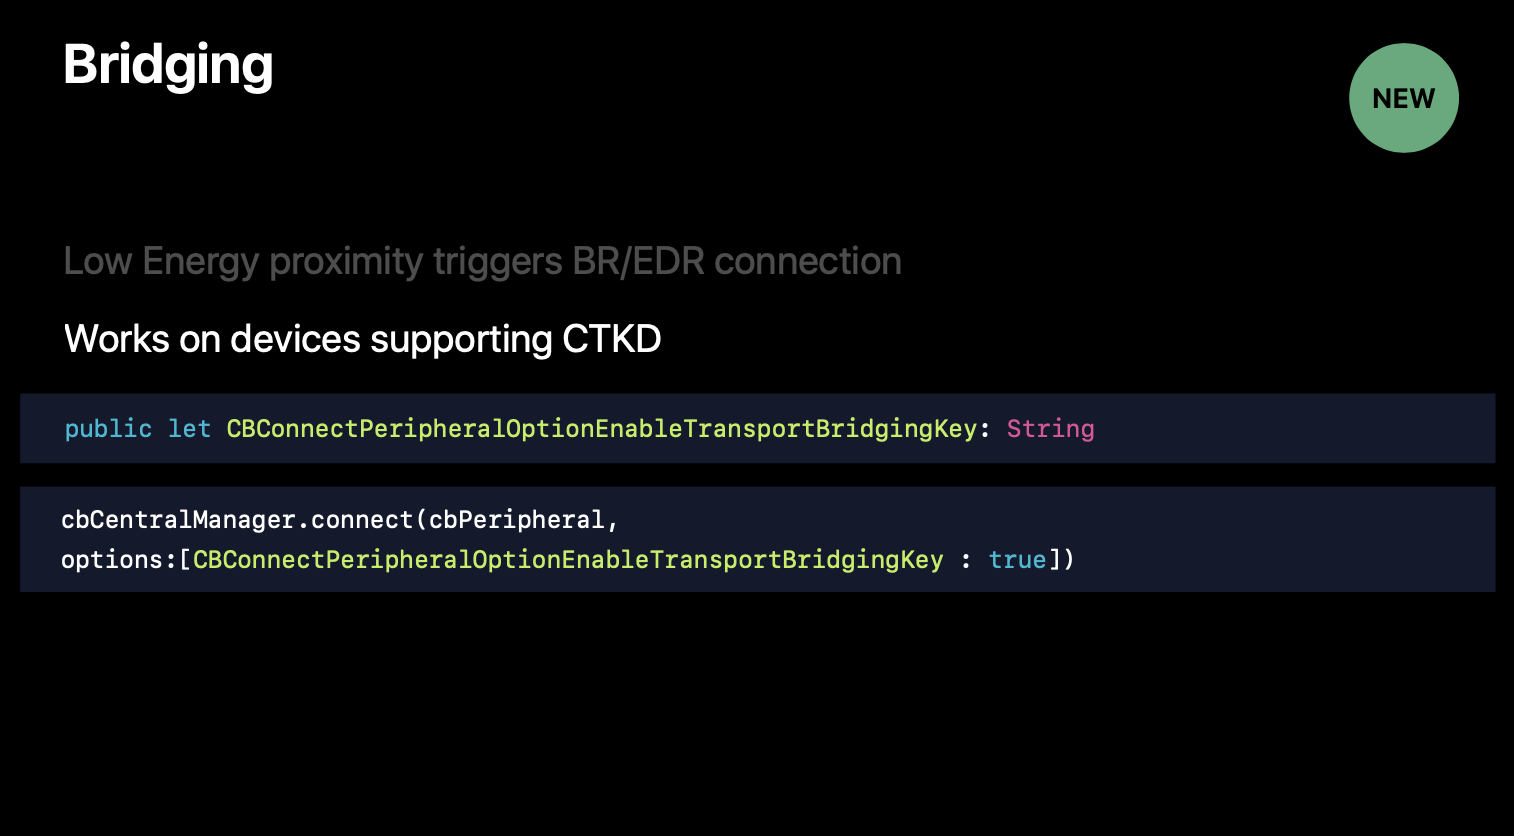 Bridging
NEW
Low Energy proximity triggers BR/EDR connection
Works on devices supporting CTKD
public let CBConnectPeripheralOptionEnableTransportBridgingKey: String
cbCentralManager.connect(cbPeripheral,
options:[CBConnectPeripheralOptionEnableTransportBridgingKey : true])